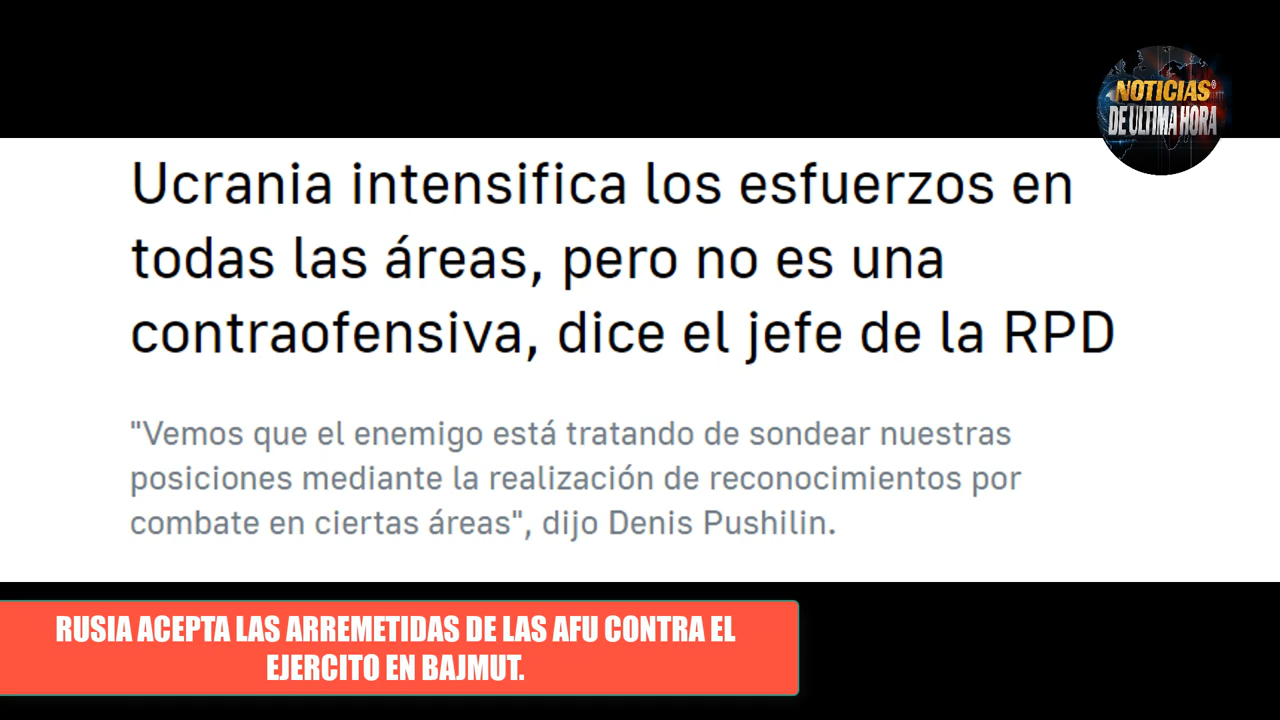 NOTICIAS
DE ULTIMA HORA
Ucrania intensifica los esfuerzos en
todas las áreas, pero no es una
contraofensiva, dice el jefe de la RPD
"Vemos que el enemigo está tratando de sondear nuestras
posiciones mediante la realización de reconocimientos por
combate en ciertas áreas", dijo Denis Pushilin.
RUSIA ACEPTA LAS ARREMETIDAS DE LAS AFU CONTRA EL
EJERCITO EN BAJMUT.